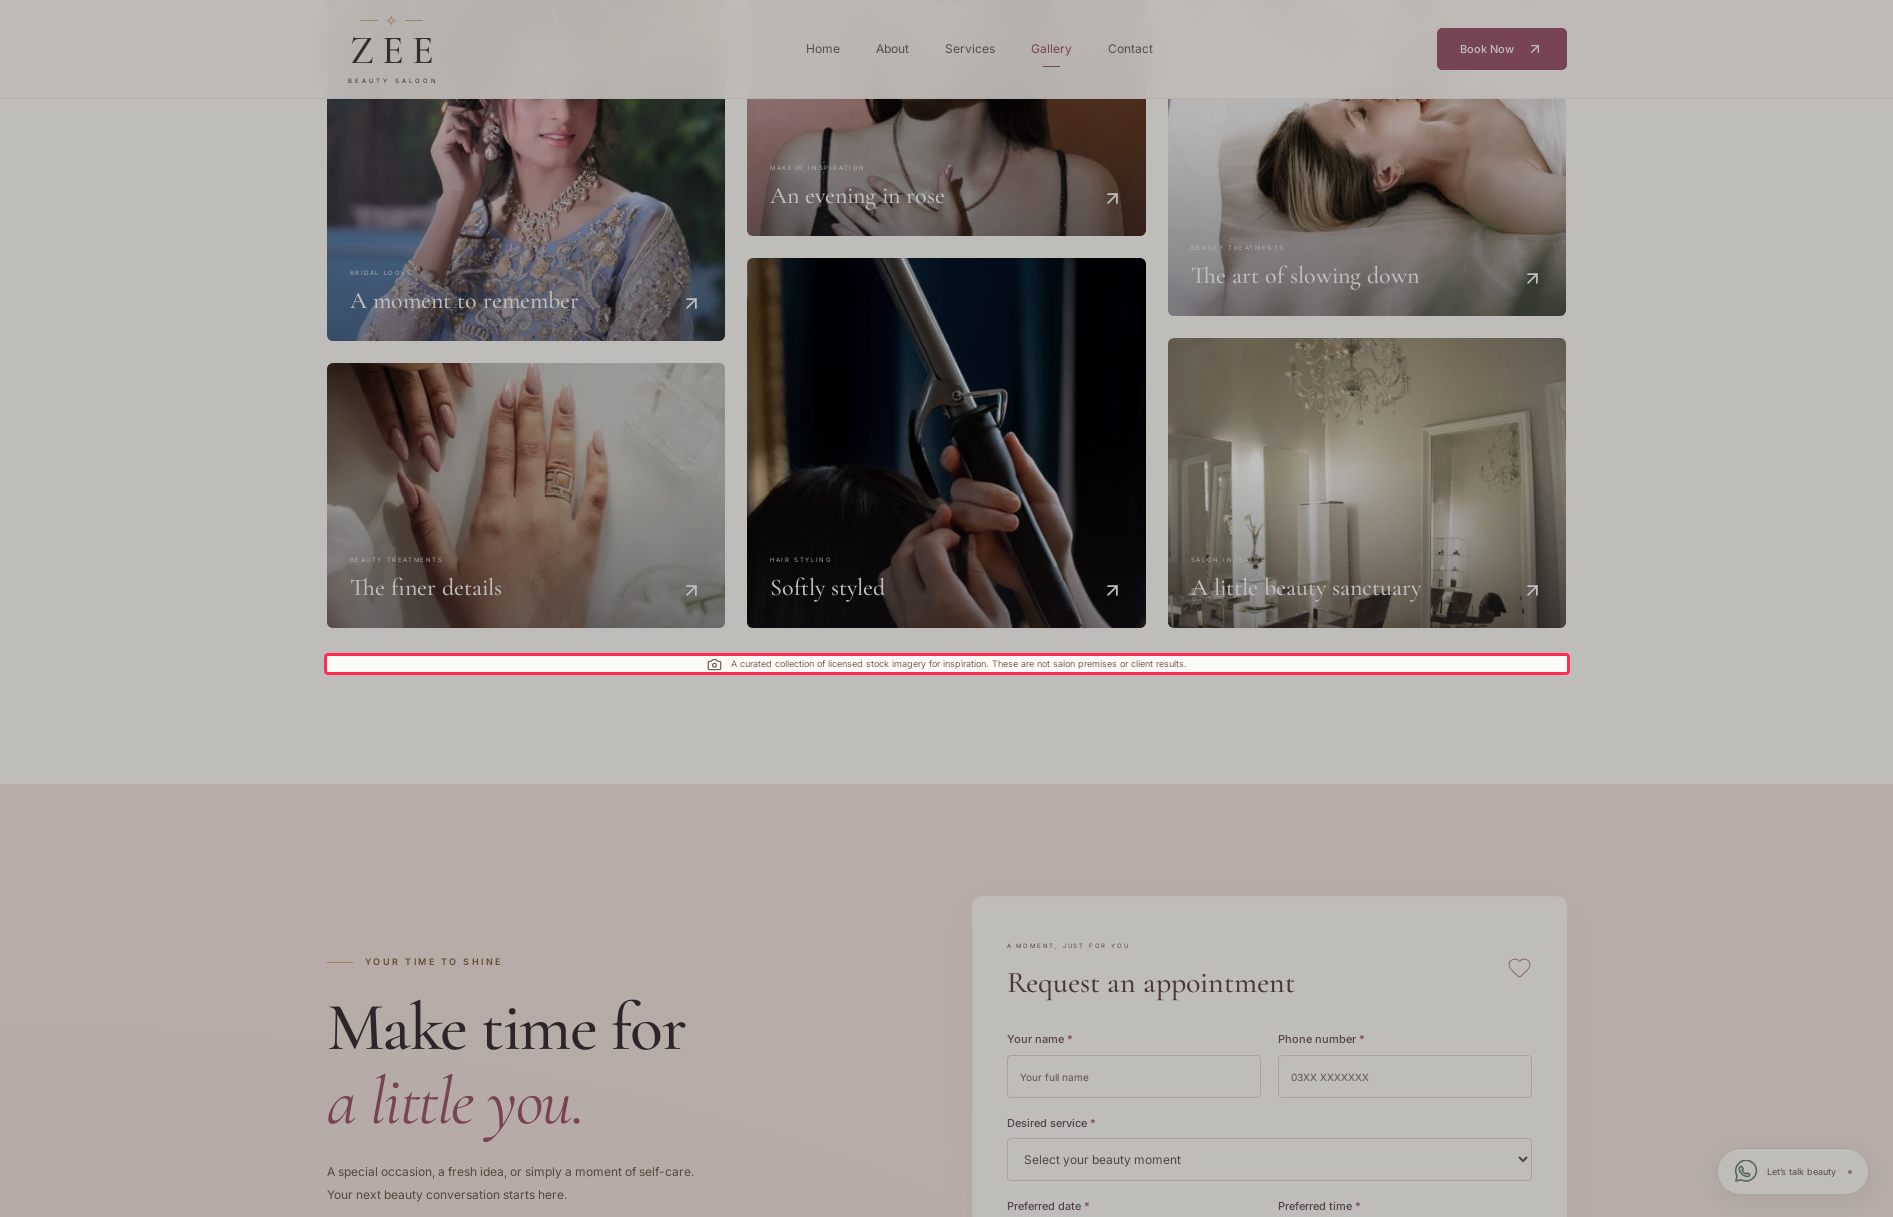 ZEE
BEAUTY SALOON
Home
About
Services
Gallery
Contact
Book Now
BRIDAL LOOKS
A moment to remember
MAKEUP INSPIRATION
An evening in rose
BEAUTY TREATMENTS
The art of slowing down
BEAUTY TREATMENTS
The finer details
HAIR STYLING
Softly styled
SALON INTERIOR
A little beauty sanctuary
A curated collection of licensed stock imagery for inspiration. These are not salon premises or client results.
YOUR TIME TO SHINE
Make time for
a little you.
A special occasion, a fresh idea, or simply a moment of self-care.
Your next beauty conversation starts here.
A MOMENT, JUST FOR YOU
Request an appointment
Your name *
Phone number *
Your full name
03XX XXXXXXX
Desired service *
Select your beauty moment
Preferred date *
Preferred time *
Let's talk beauty